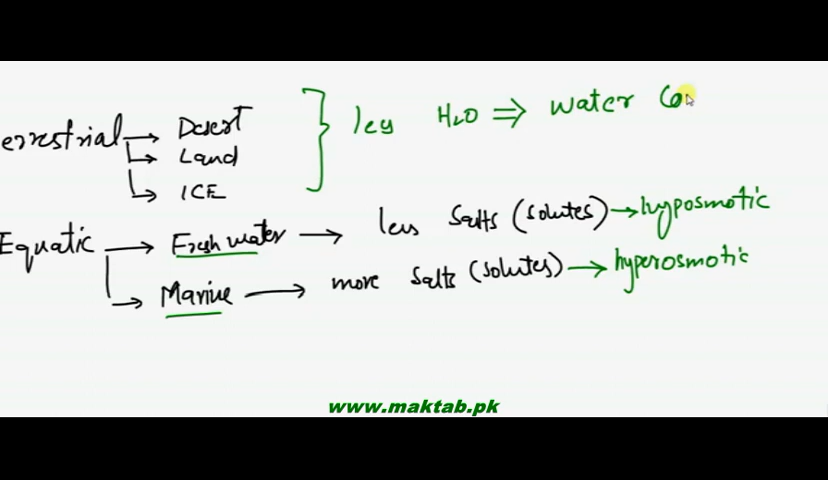 errestrial → Desert
→ Land
→ ICE
} less H2O ⇒ water Co
Equatic → Fresh water → less Salts (solutes) → hyposmotic
→ Marine → more Salts (solutes) → hyperosmotic
www.maktab.pk